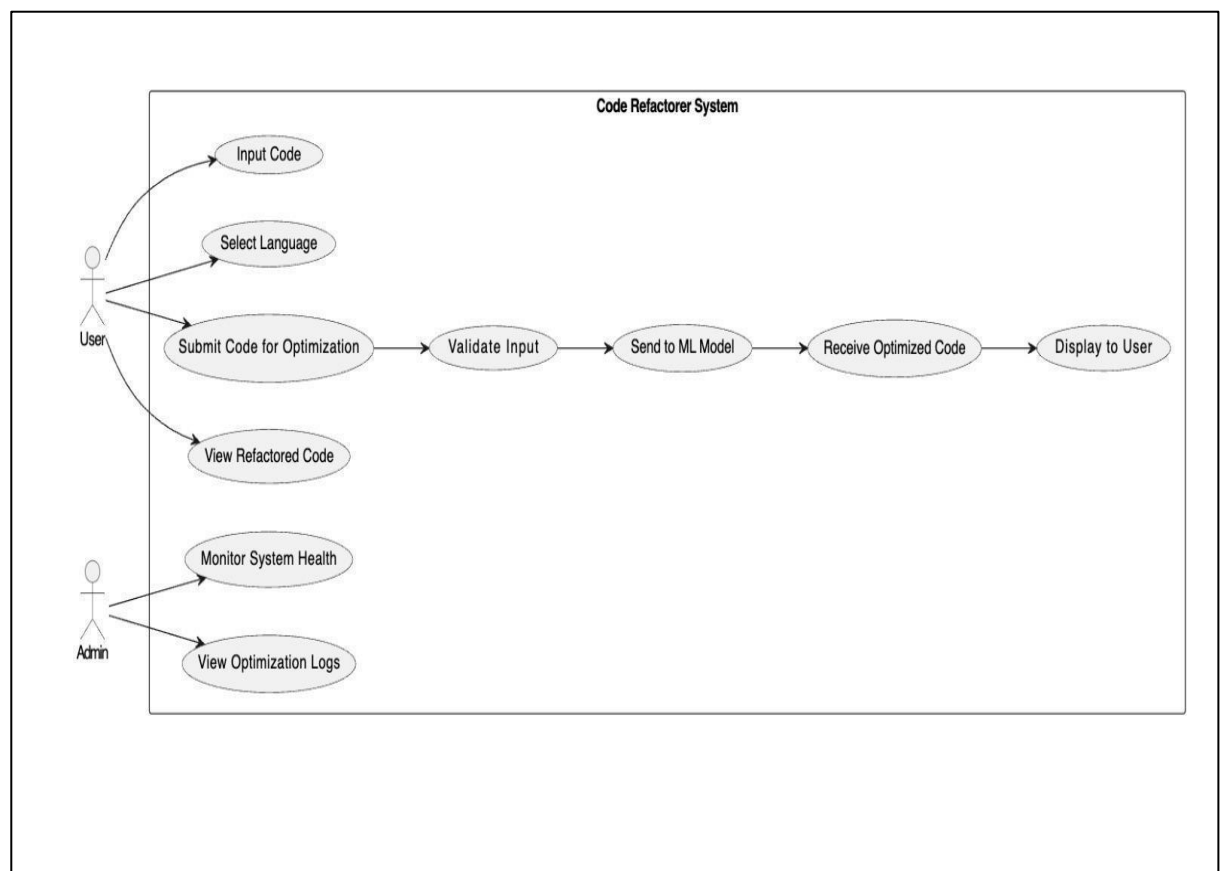 Code Refactorer System
Input Code
Select Language
User
Submit Code for Optimization
Validate Input
Send to ML Model
Receive Optimized Code
Display to User
View Refactored Code
Monitor System Health
Admin
View Optimization Logs